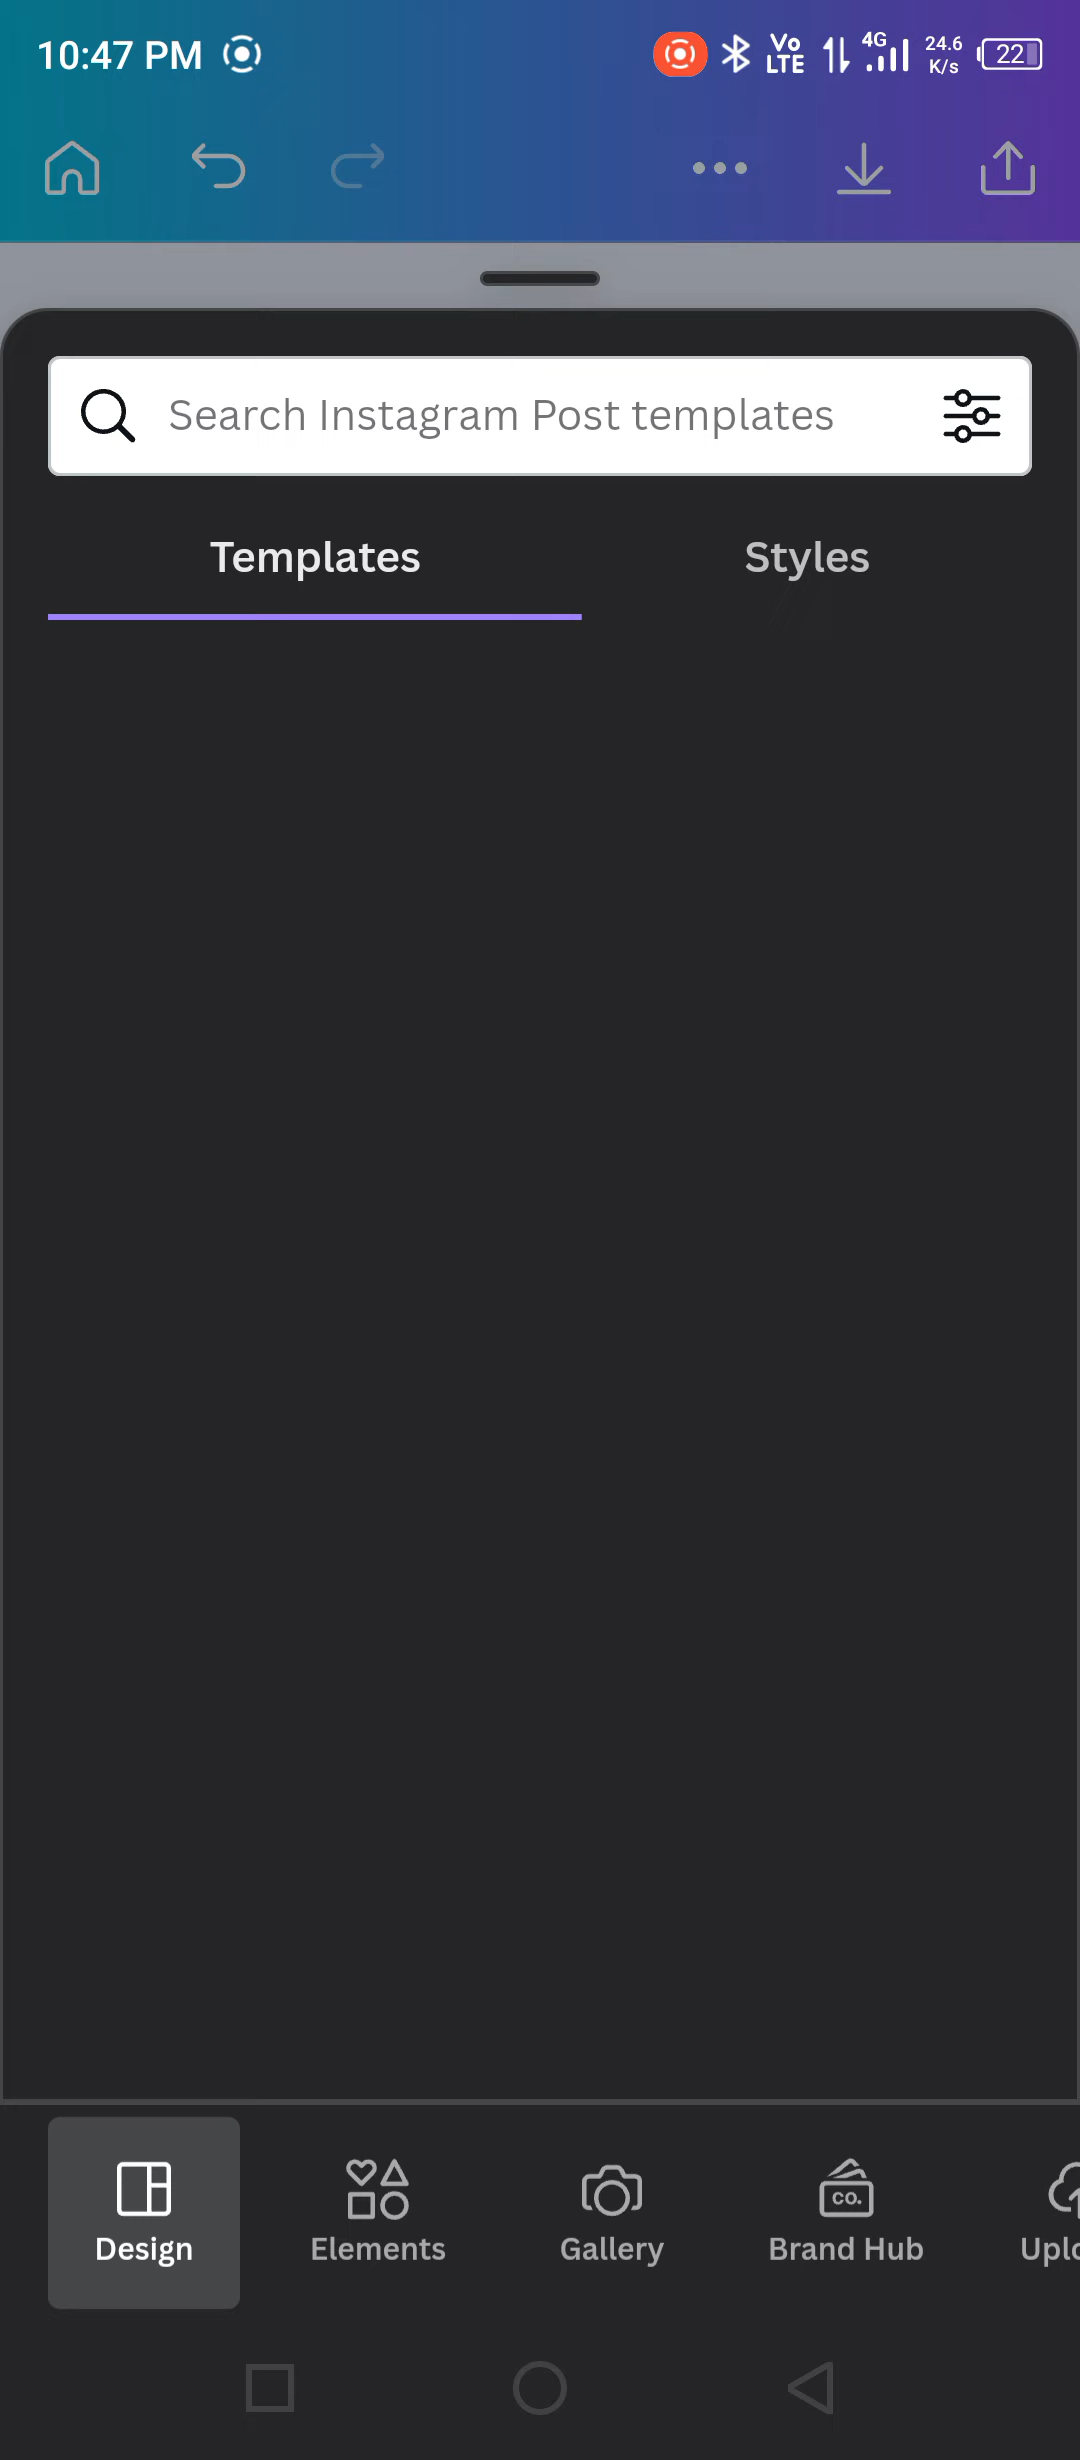 10:47 PM
Vo LTE
4G
24.6 K/s
22
Search Instagram Post templates
Templates
Styles
Design
Elements
Gallery
CO.
Brand Hub
Uplo